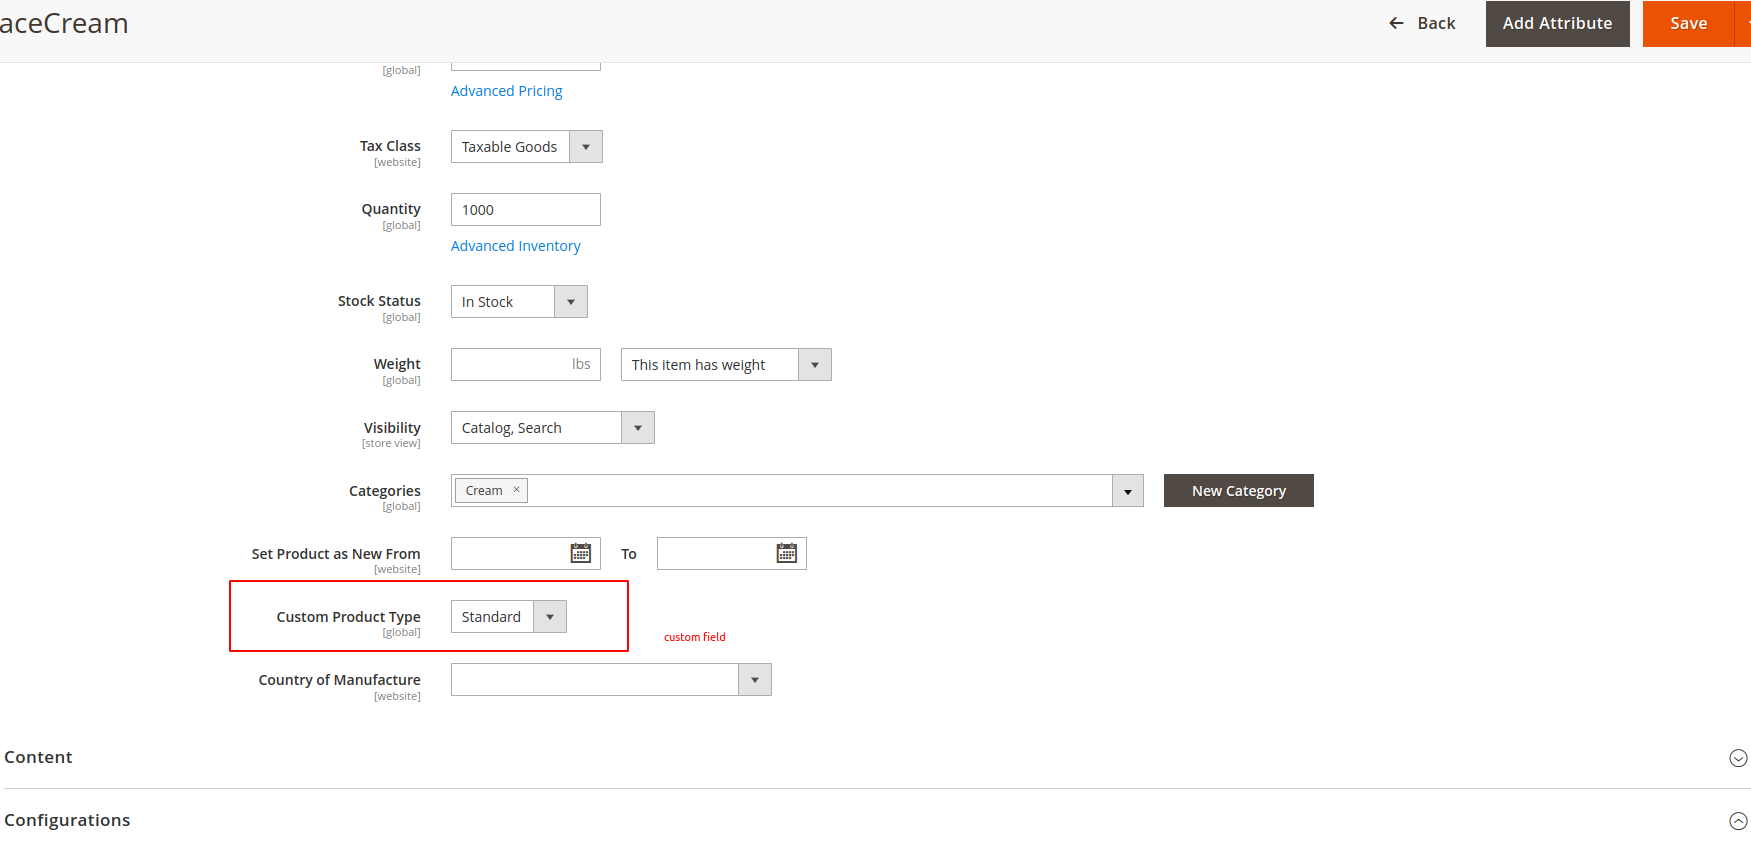 aceCream
Back
Add Attribute
Save
[global]
Advanced Pricing
Tax Class
[website]
Taxable Goods
Quantity
[global]
1000
Advanced Inventory
Stock Status
[global]
In Stock
Weight
[global]
lbs
This item has weight
Visibility
[store view]
Catalog, Search
Categories
[global]
Cream ×
New Category
Set Product as New From
[website]
To
Custom Product Type
[global]
Standard
custom field
Country of Manufacture
[website]
Content
Configurations